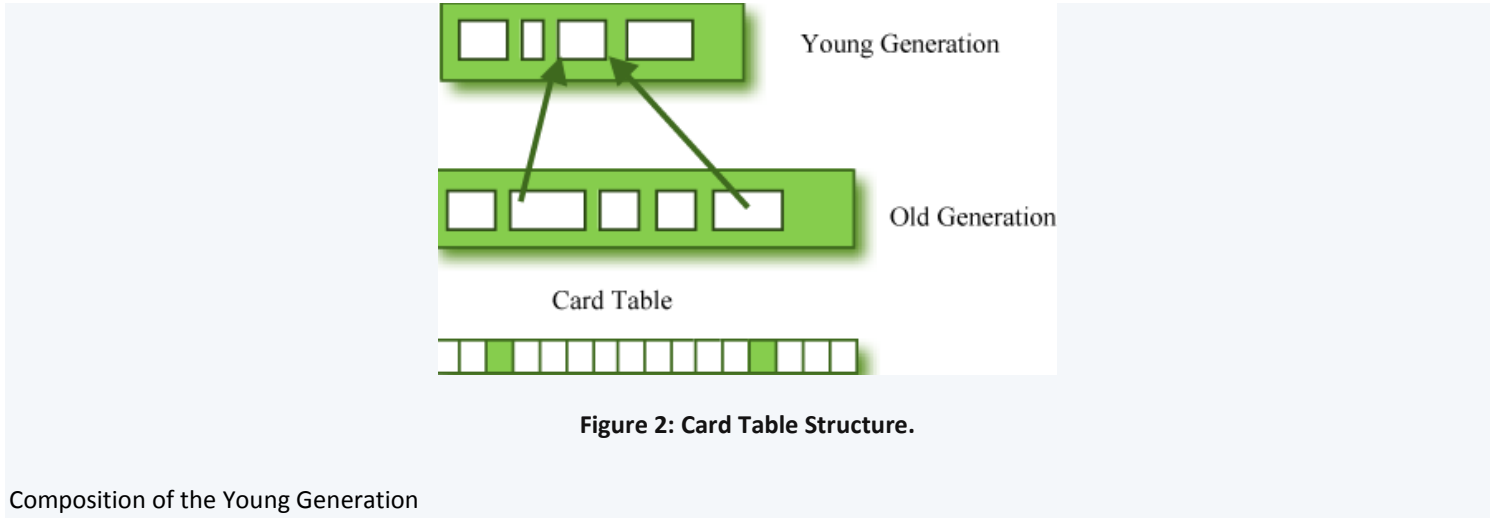 Young Generation
Old Generation
Card Table
Figure 2: Card Table Structure.
Composition of the Young Generation